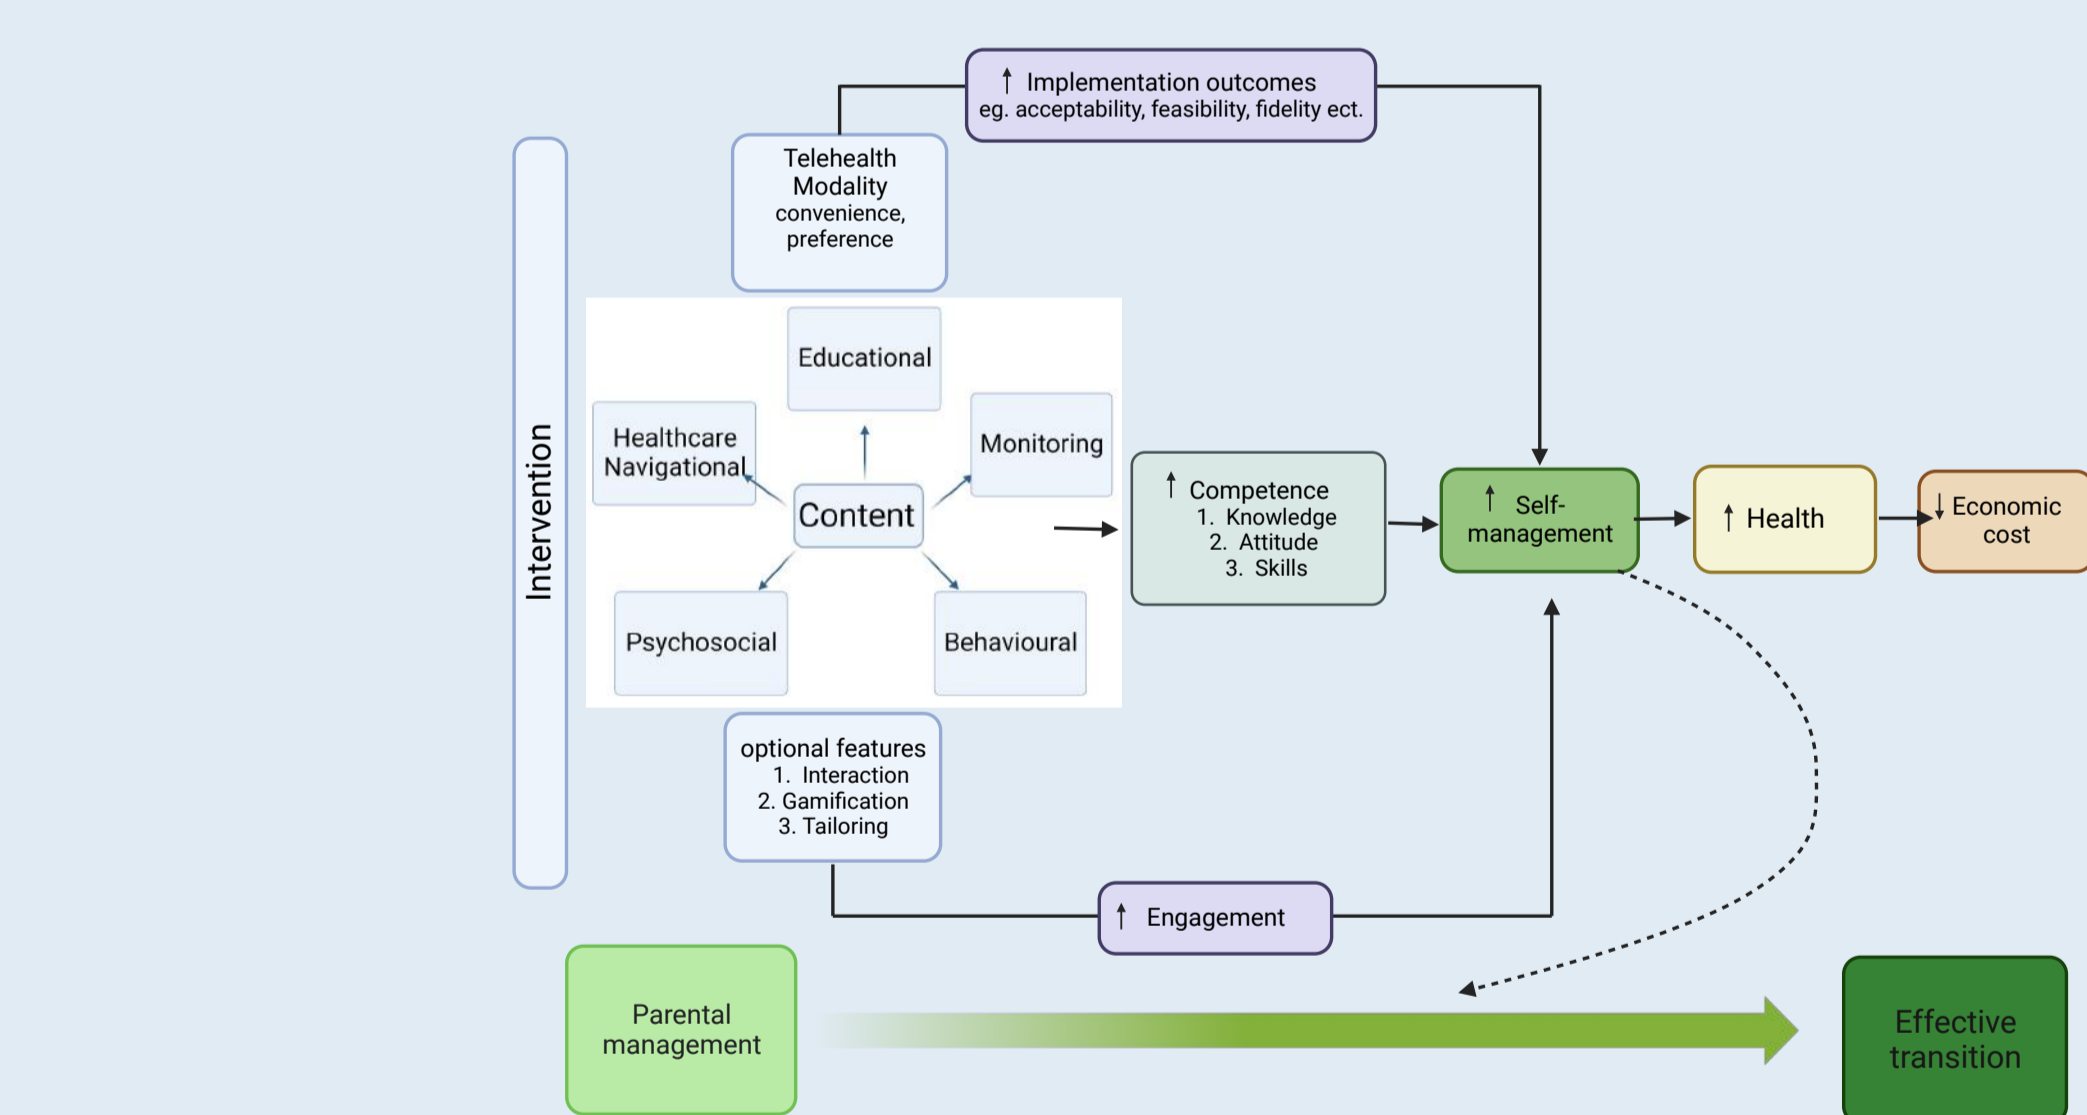 ↑ Implementation outcomes
eg. acceptability, feasibility, fidelity ect.
Telehealth
Modality
convenience,
preference
Intervention
Educational
Healthcare
Navigational
Monitoring
Content
Psychosocial
Behavioural
↑ Competence
1. Knowledge
2. Attitude
3. Skills
↑ Self-
management
↑ Health
↓ Economic
cost
optional features
1. Interaction
2. Gamification
3. Tailoring
↑ Engagement
Parental
management
Effective
transition